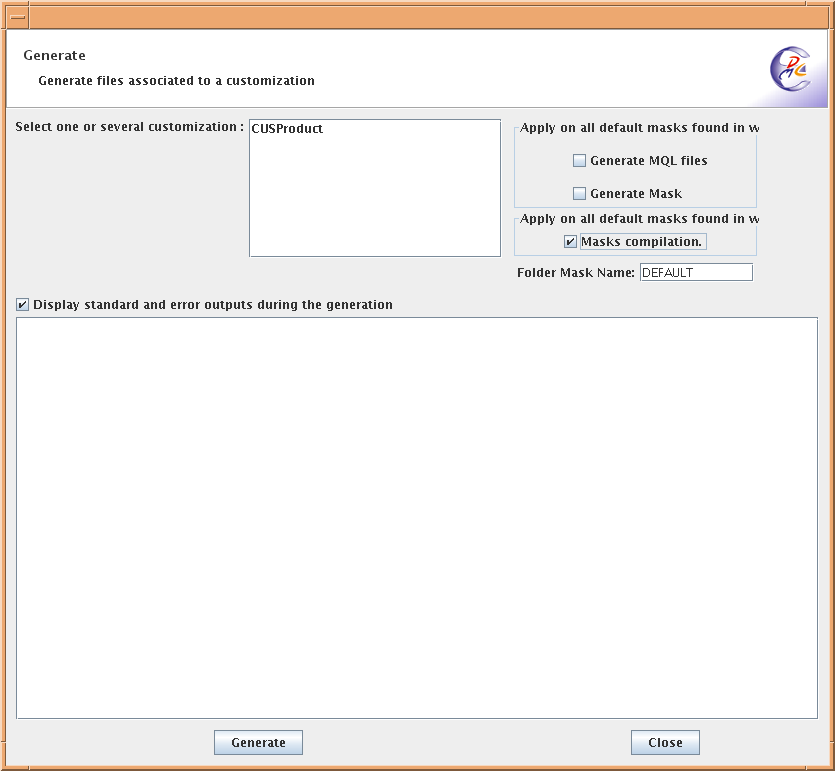 Generate
Generate files associated to a customization
Select one or several customization :
CUSProduct
Apply on all default masks found in w
Generate MQL files
Generate Mask
Apply on all default masks found in w
Masks compilation.
Folder Mask Name: DEFAULT
Display standard and error outputs during the generation
Generate
Close